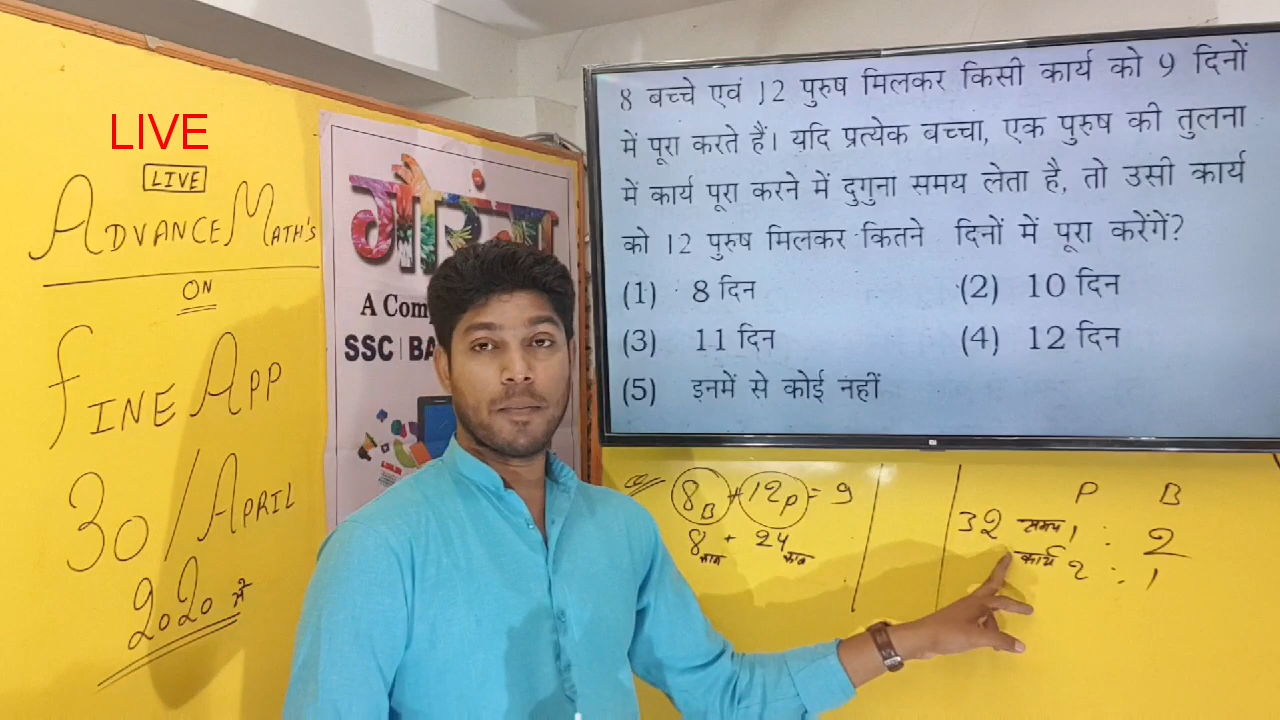 LIVE
LIVE
ADVANCE MATH'S
ON
FINE APP
30/APRIL
2020 में
गौरंगा
A Com
SSC | BA
8 बच्चे एवं 12 पुरुष मिलकर किसी कार्य को 9 दिनों
में पूरा करते हैं। यदि प्रत्येक बच्चा, एक पुरुष की तुलना
में कार्य पूरा करने में दुगुना समय लेता है, तो उसी कार्य
को 12 पुरुष मिलकर कितने दिनों में पूरा करेंगें?
(1) 8 दिन (2) 10 दिन
(3) 11 दिन (4) 12 दिन
(5) इनमें से कोई नहीं
8B + 12P = 9
8 + 24
काम काम
P B
32 समय 1 : 2
कार्य 2 : 1